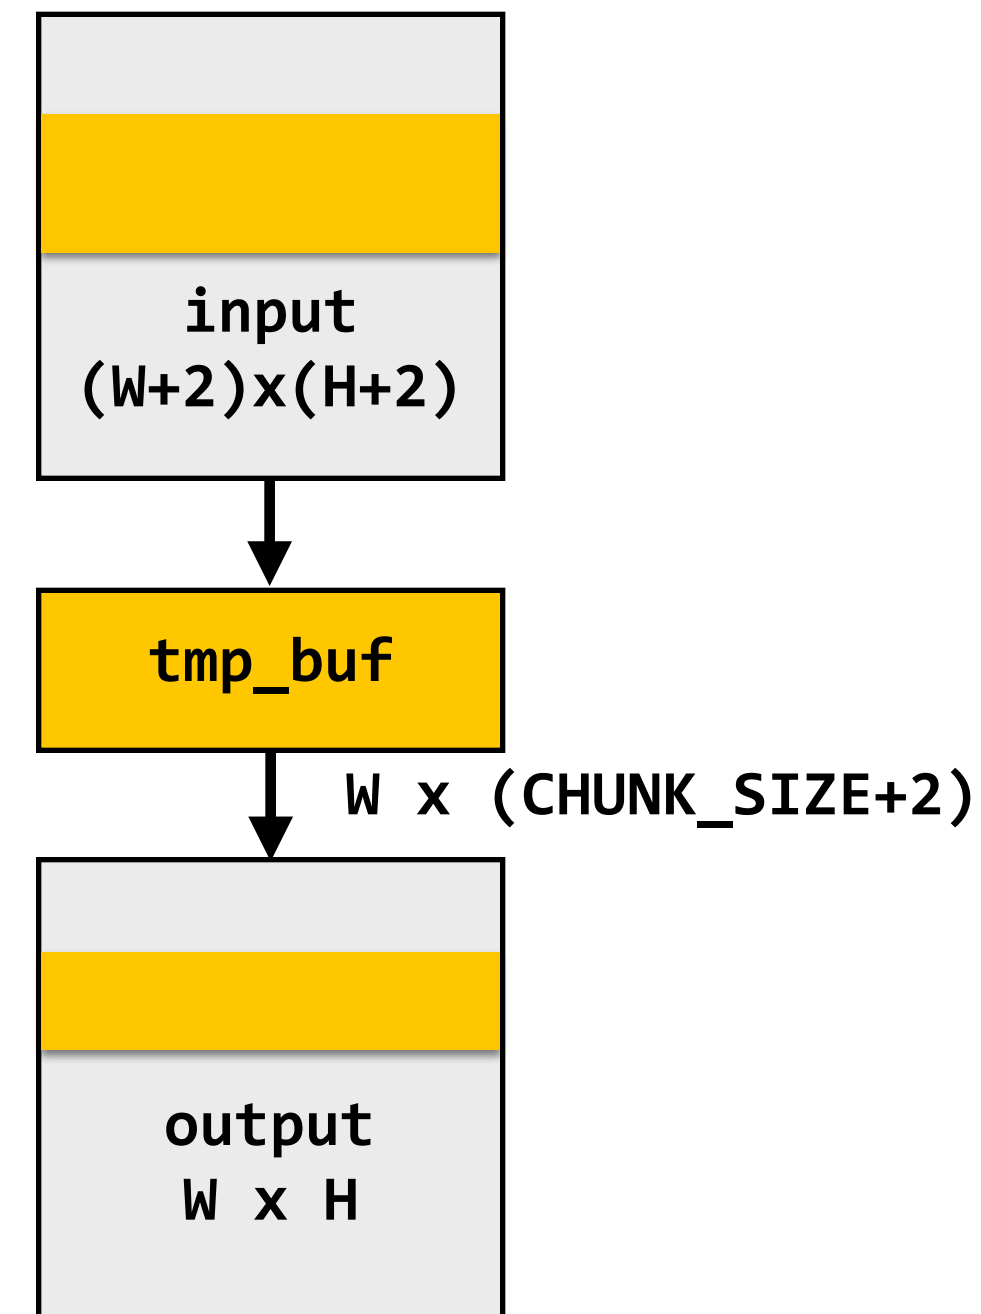 input
(W+2)x(H+2)
tmp_buf
W x (CHUNK_SIZE+2)
output
W x H